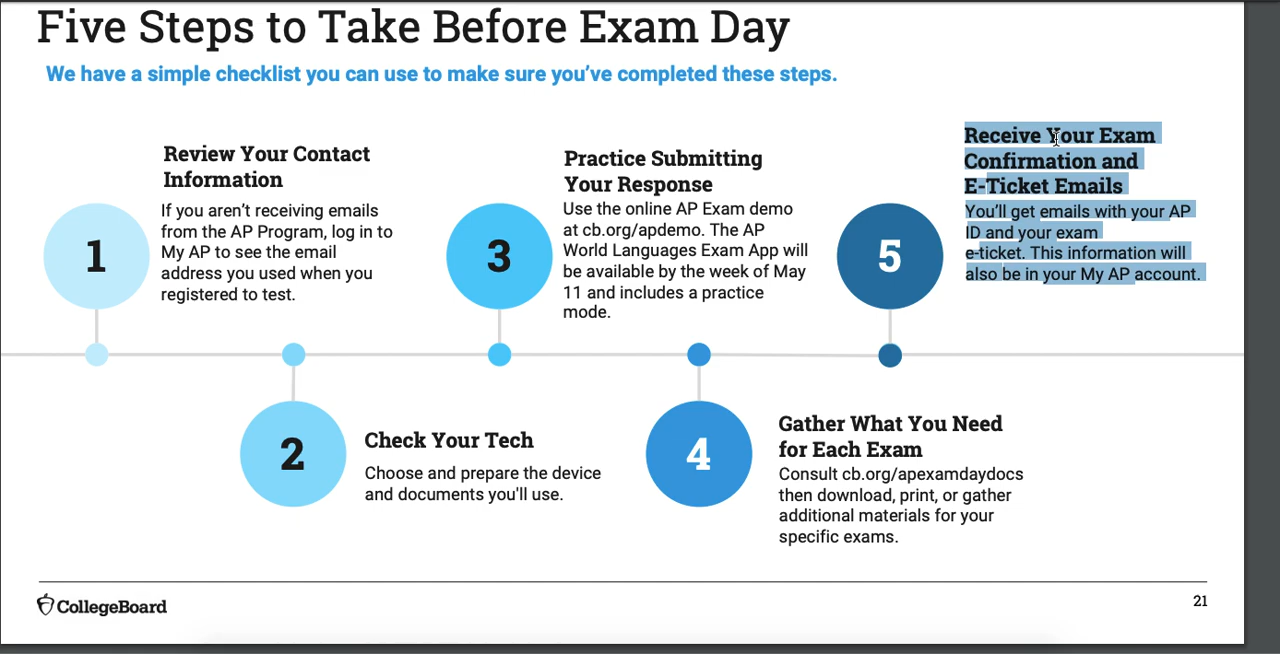 Five Steps to Take Before Exam Day
We have a simple checklist you can use to make sure you’ve completed these steps.
1
Review Your Contact
Information
If you aren’t receiving emails
from the AP Program, log in to
My AP to see the email
address you used when you
registered to test.
2
Check Your Tech
Choose and prepare the device
and documents you'll use.
3
Practice Submitting
Your Response
Use the online AP Exam demo
at cb.org/apdemo. The AP
World Languages Exam App will
be available by the week of May
11 and includes a practice
mode.
4
Gather What You Need
for Each Exam
Consult cb.org/apexamdaydocs
then download, print, or gather
additional materials for your
specific exams.
5
Receive Your Exam
Confirmation and
E-Ticket Emails
You’ll get emails with your AP
ID and your exam
e-ticket. This information will
also be in your My AP account.
CollegeBoard
21